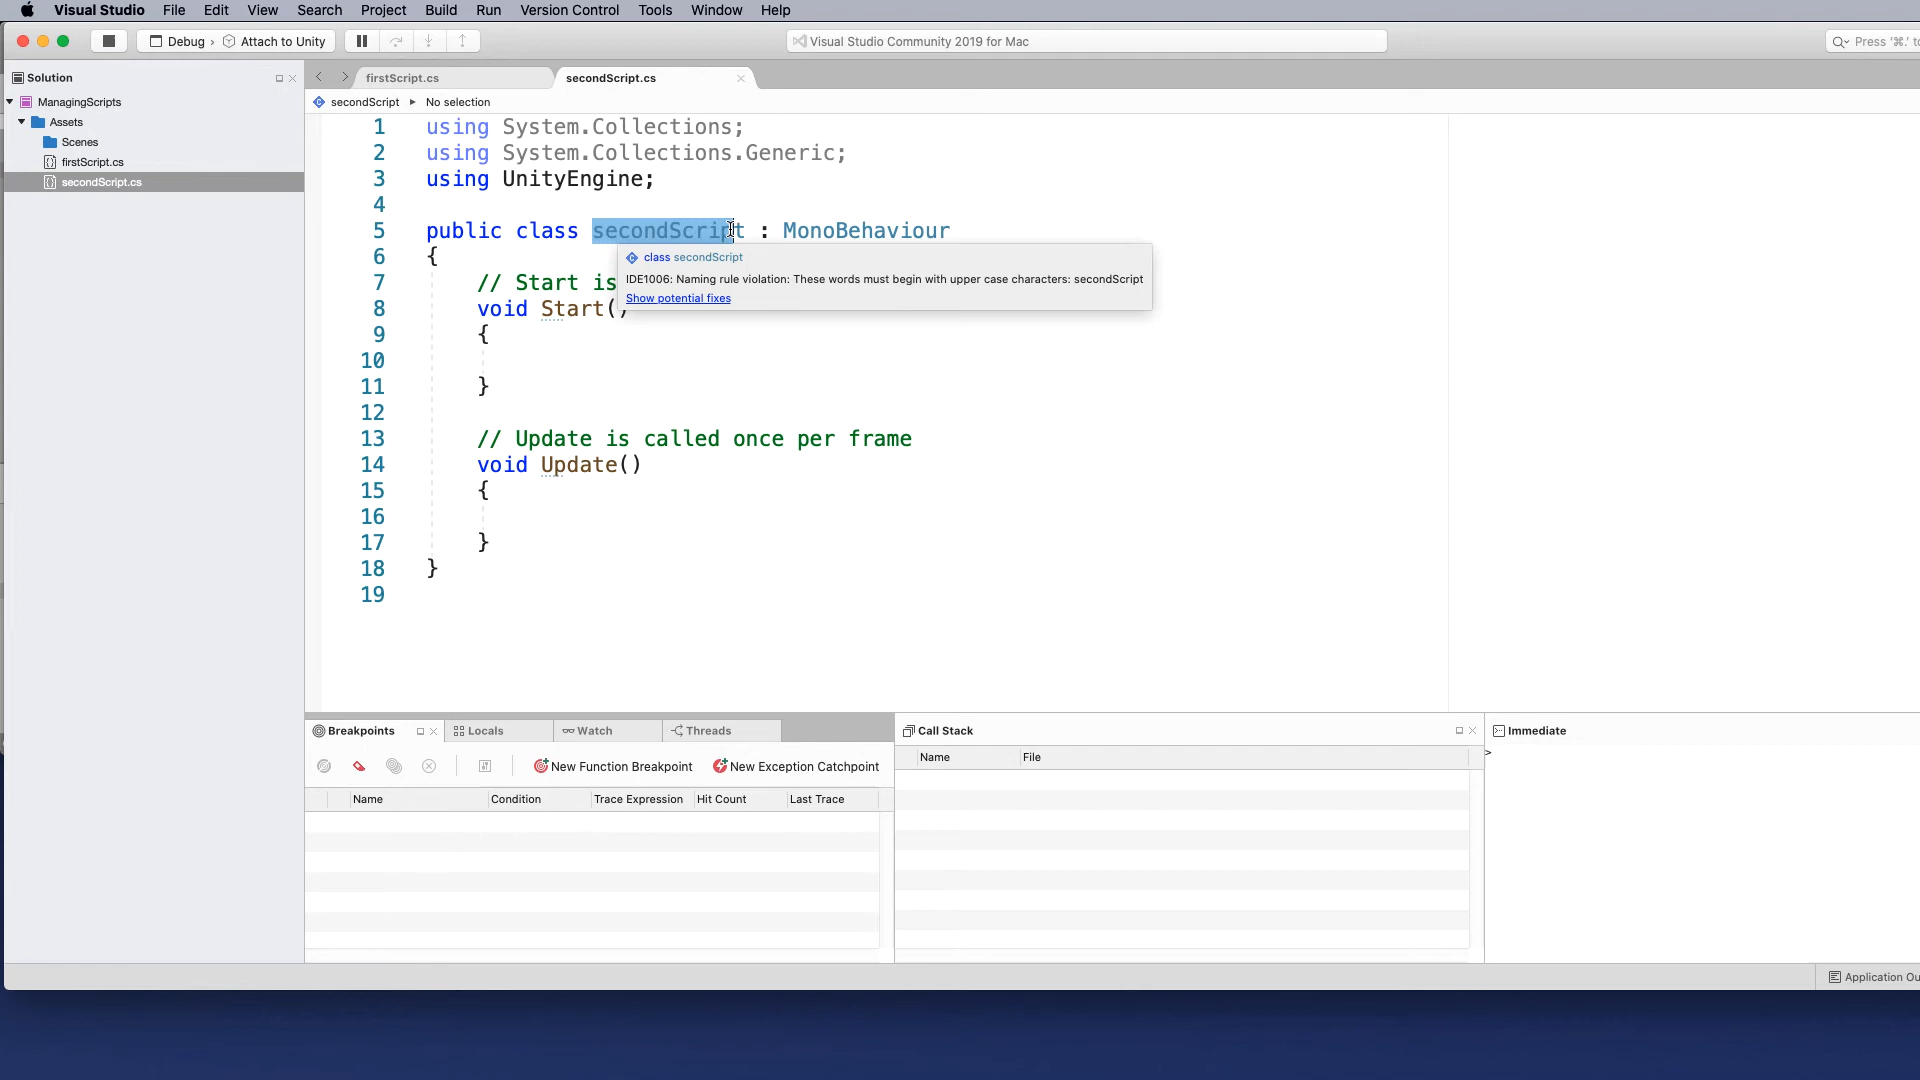 Visual Studio File Edit View Search Project Build Run Version Control Tools Window Help
Debug › Attach to Unity
Visual Studio Community 2019 for Mac
Press '⌘.' to
Solution
ManagingScripts
Assets
Scenes
firstScript.cs
secondScript.cs
firstScript.cs
secondScript.cs
secondScript ▸ No selection
1 using System.Collections;
2 using System.Collections.Generic;
3 using UnityEngine;
4
5 public class secondScript : MonoBehaviour
6 {
7 // Start is
8 void Start()
9 {
10
11 }
12
13 // Update is called once per frame
14 void Update()
15 {
16
17 }
18 }
19
class secondScript
IDE1006: Naming rule violation: These words must begin with upper case characters: secondScript
Show potential fixes
Breakpoints
Locals
Watch
Threads
New Function Breakpoint
New Exception Catchpoint
Name Condition Trace Expression Hit Count Last Trace
Call Stack
Name File
Immediate
>
Application Ou